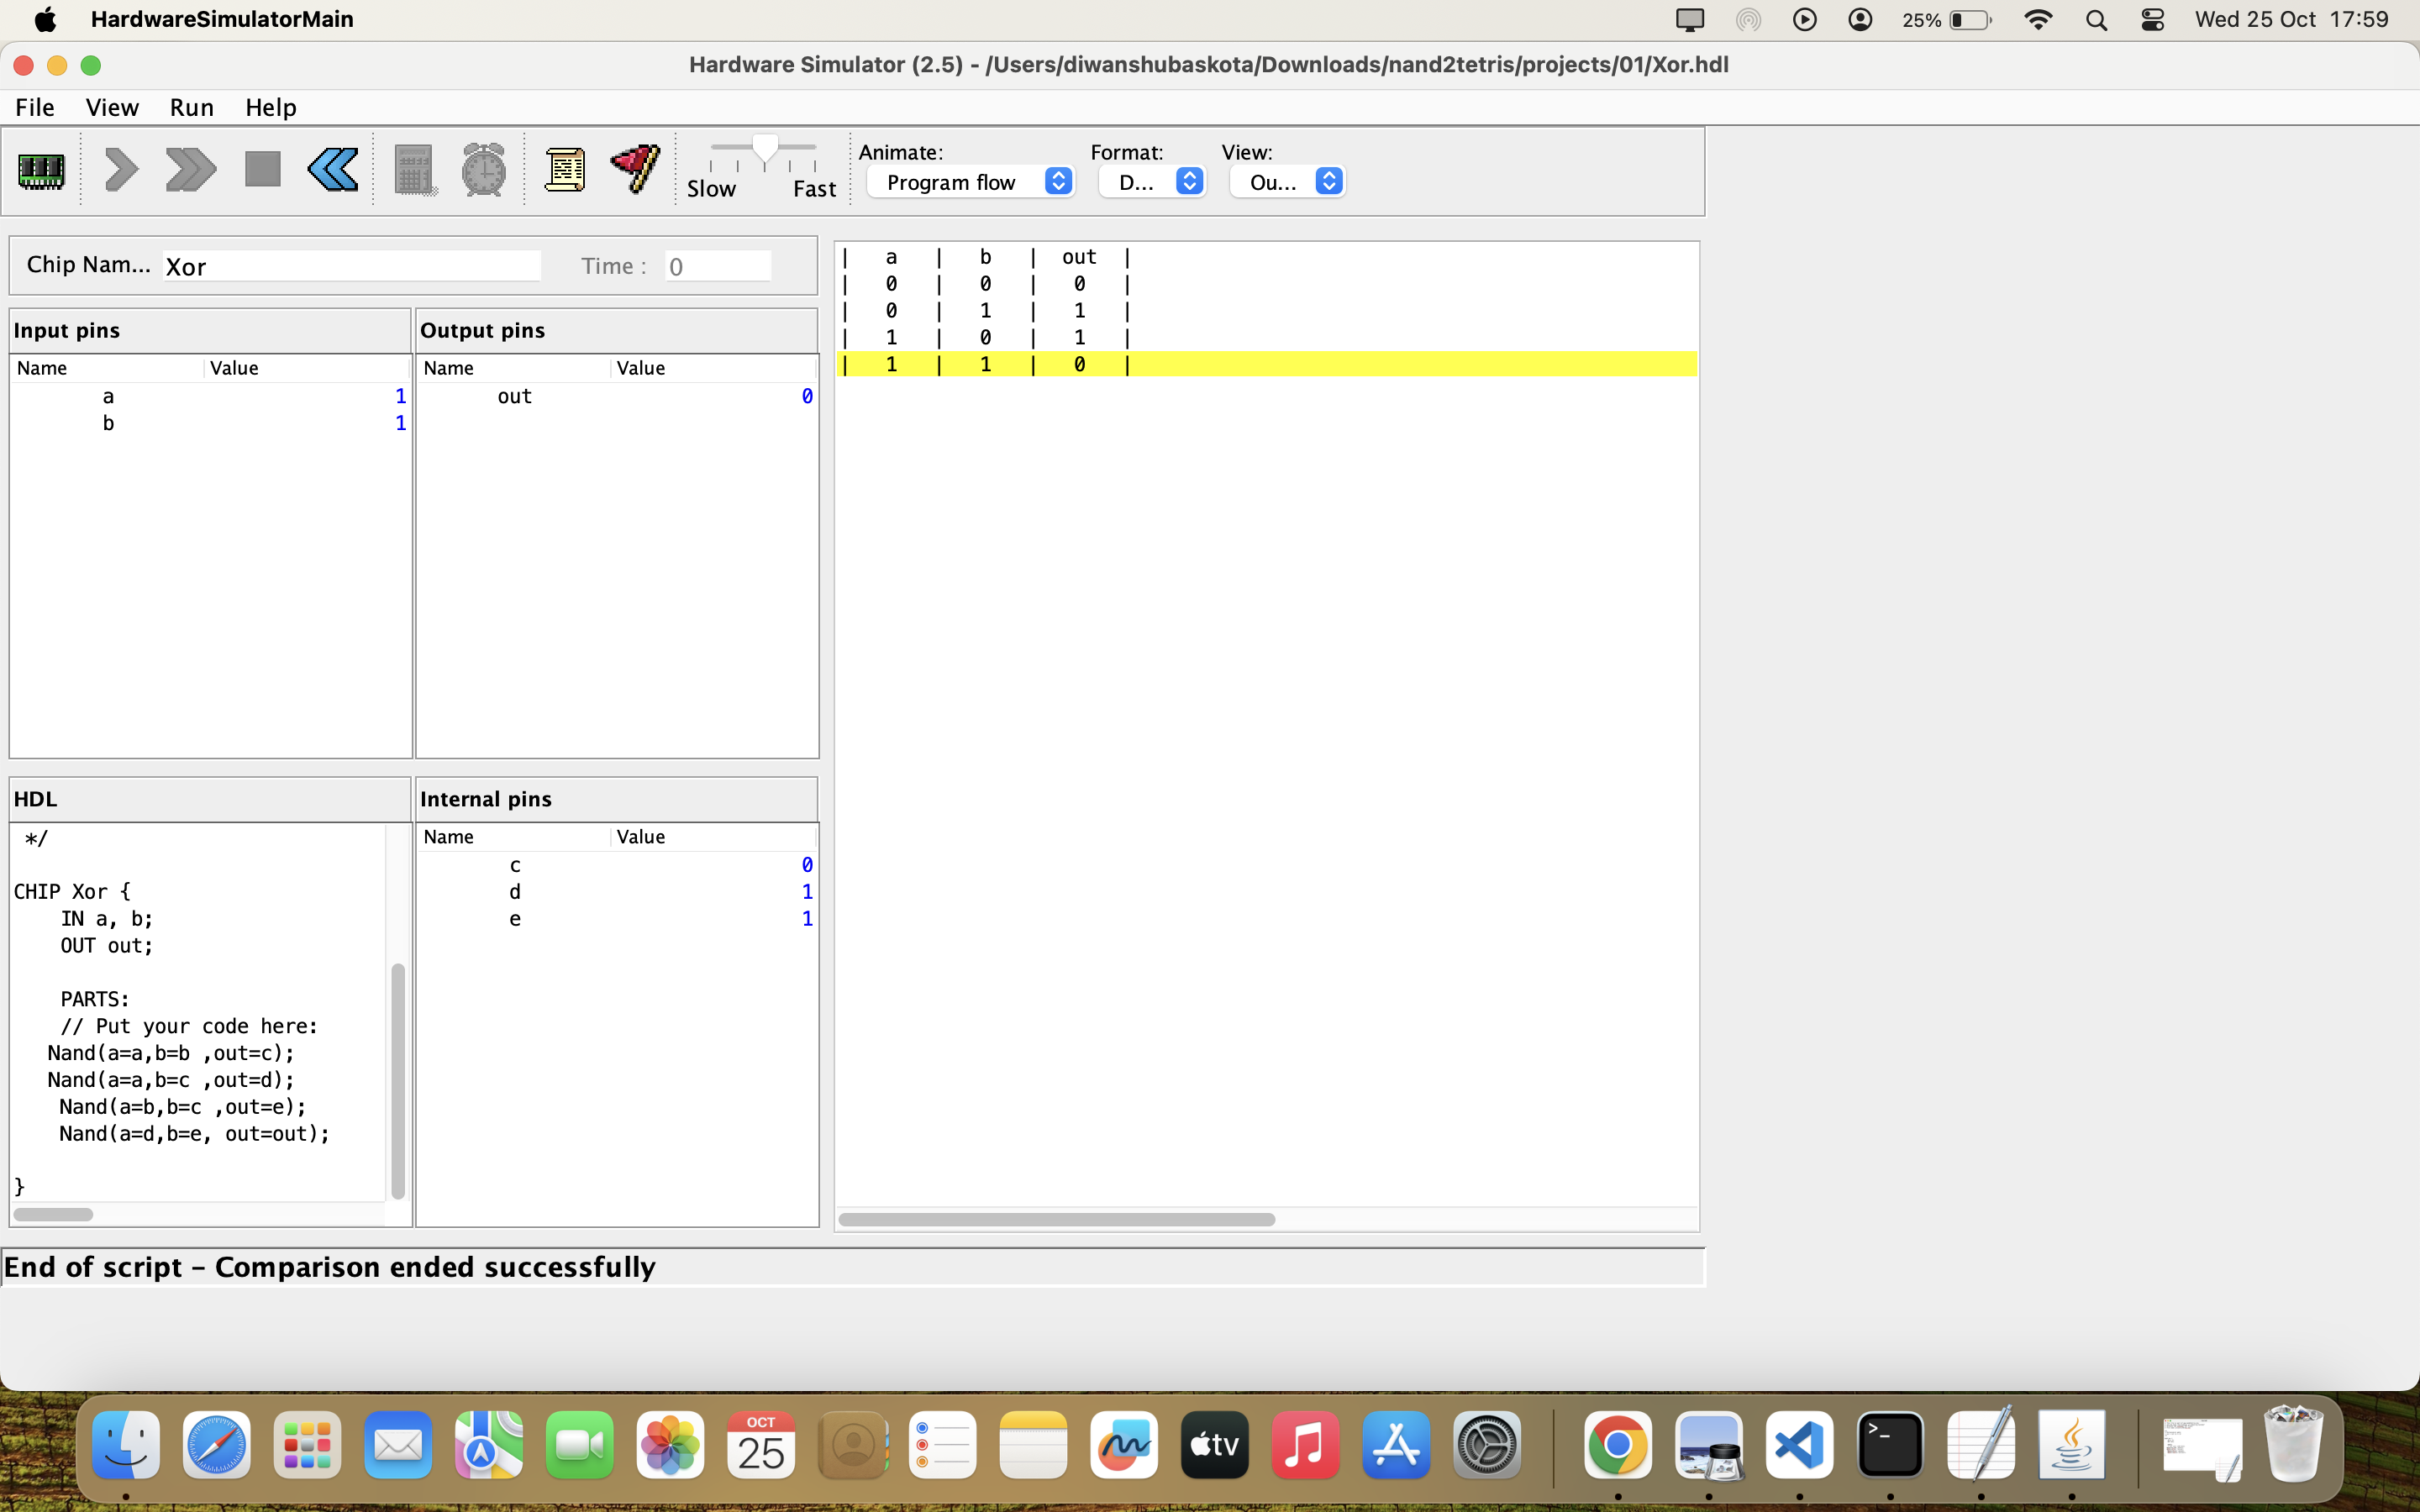 HardwareSimulatorMain 25% Wed 25 Oct 17:59
Hardware Simulator (2.5) - /Users/diwanshubaskota/Downloads/nand2tetris/projects/01/Xor.hdl
File View Run Help
Animate: Format: View:
Slow Fast Program flow D... Ou...
Chip Nam... Xor Time : 0
Input pins Output pins
Name Value Name Value
a 1 out 0
b 1
| a | b | out |
| 0 | 0 | 0 |
| 0 | 1 | 1 |
| 1 | 0 | 1 |
| 1 | 1 | 0 |
HDL
*/
CHIP Xor {
IN a, b;
OUT out;
PARTS:
// Put your code here:
Nand(a=a,b=b ,out=c);
Nand(a=a,b=c ,out=d);
Nand(a=b,b=c ,out=e);
Nand(a=d,b=e, out=out);
}
Internal pins
Name Value
c 0
d 1
e 1
End of script – Comparison ended successfully
OCT
25
tv
>_